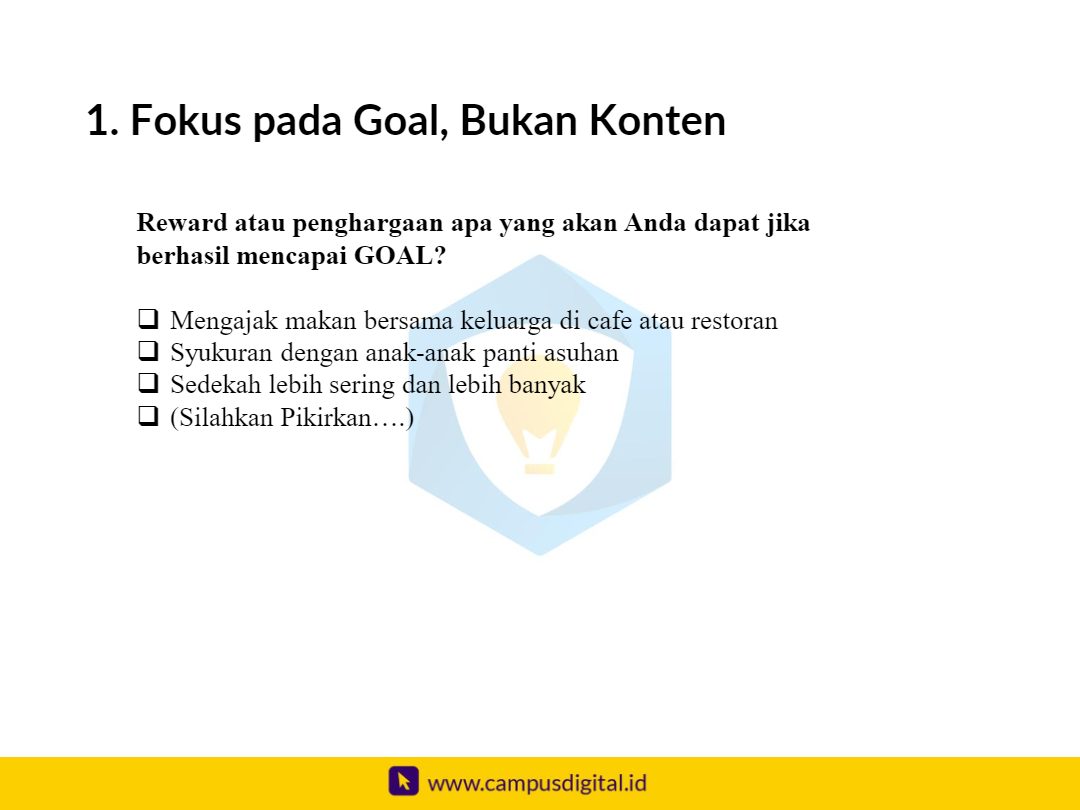 1. Fokus pada Goal, Bukan Konten
Reward atau penghargaan apa yang akan Anda dapat jika
berhasil mencapai GOAL?
❑ Mengajak makan bersama keluarga di cafe atau restoran
❑ Syukuran dengan anak-anak panti asuhan
❑ Sedekah lebih sering dan lebih banyak
❑ (Silahkan Pikirkan….)
www.campusdigital.id